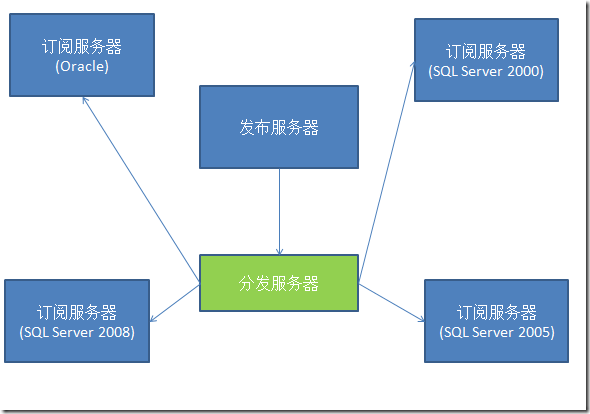 订阅服务器
(Oracle)
订阅服务器
(SQL Server 2000)
发布服务器
分发服务器
订阅服务器
(SQL Server 2008)
订阅服务器
(SQL Server 2005)